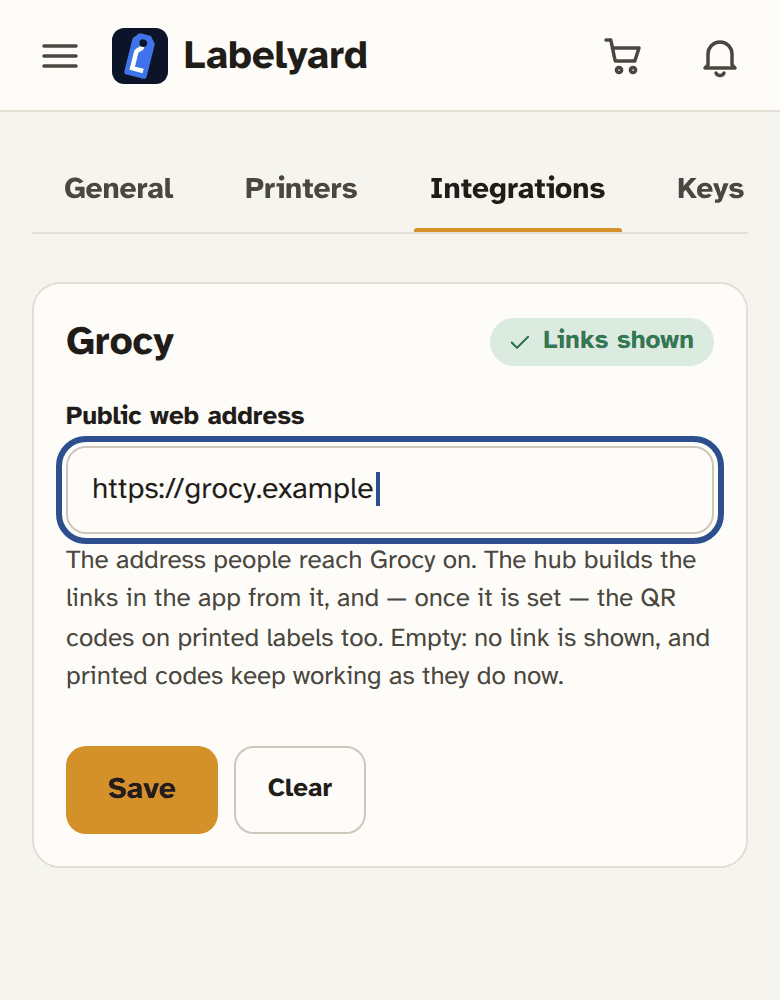 Labelyard
General Printers Integrations Keys
Grocy
Links shown
Public web address
https://grocy.example
The address people reach Grocy on. The hub builds the
links in the app from it, and — once it is set — the QR
codes on printed labels too. Empty: no link is shown, and
printed codes keep working as they do now.
Save Clear